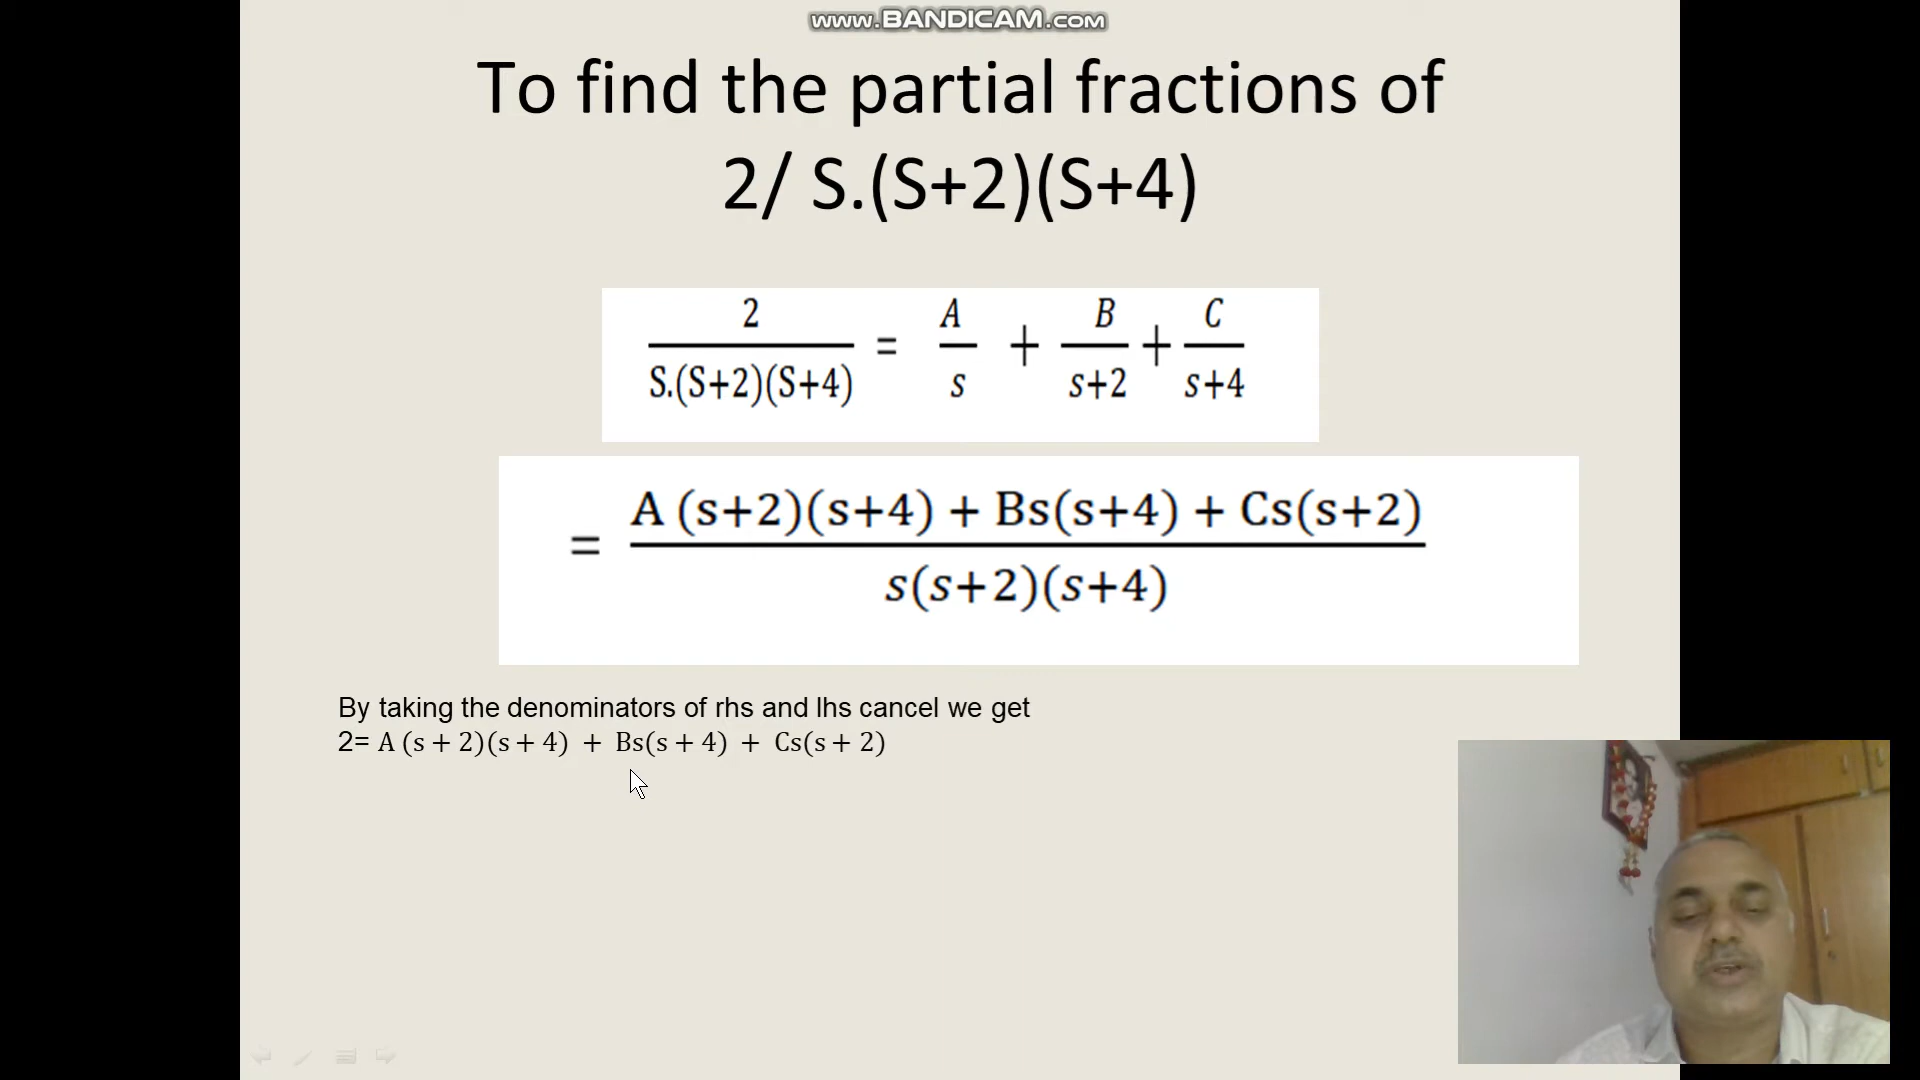 www.BANDICAM.com
To find the partial fractions of
2/ S.(S+2)(S+4)
2 A B C
= + +
S.(S+2)(S+4) s s+2 s+4
A (s+2)(s+4) + Bs(s+4) + Cs(s+2)
=
s(s+2)(s+4)
By taking the denominators of rhs and lhs cancel we get
2= A (s + 2)(s + 4) + Bs(s + 4) + Cs(s + 2)